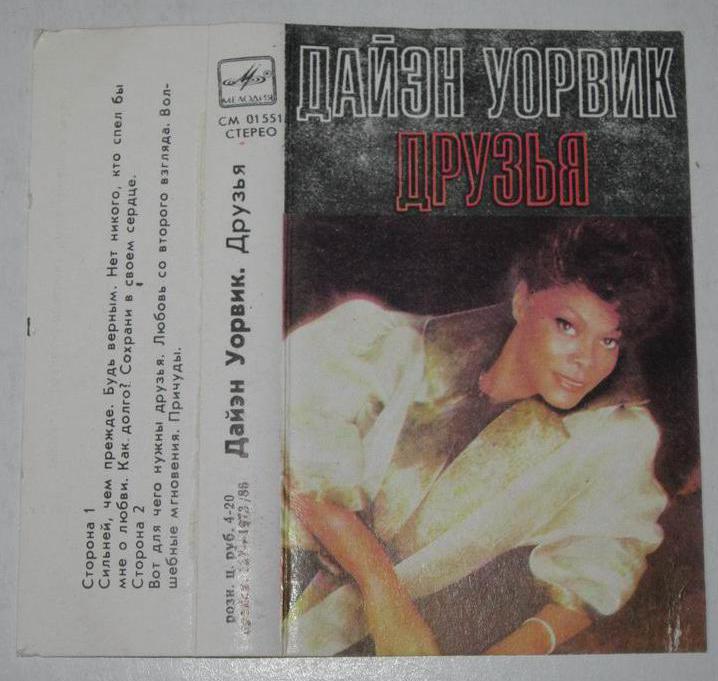 ДАЙЭН УОРВИК
ДРУЗЬЯ
МЕЛОДИЯ
СМ 01551
СТЕРЕО
Дайэн Уорвик. Друзья
розн. ц. руб. 4-20
Сторона 1
Сильней, чем прежде. Будь верным. Нет никого, кто спел бы
мне о любви. Как долго? Сохрани в своем сердце.
Сторона 2
Вот для чего нужны друзья. Любовь со второго взгляда. Вол-
шебные мгновения. Причуды.